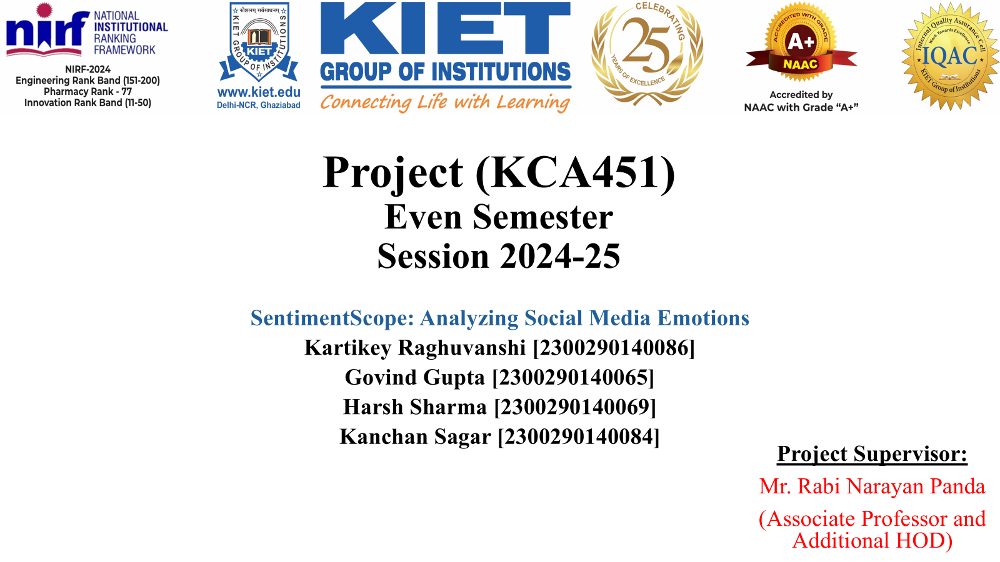 nirf
NATIONAL
INSTITUTIONAL
RANKING
FRAMEWORK
NIRF-2024
Engineering Rank Band (151-200)
Pharmacy Rank - 77
Innovation Rank Band (11-50)
कौशलम् सर्वसाधनम्
KIET GROUP OF INSTITUTIONS
KIET
www.kiet.edu
Delhi-NCR, Ghaziabad
KIET
GROUP OF INSTITUTIONS
Connecting Life with Learning
CELEBRATING
25
YEARS OF EXCELLENCE
ACCREDITED WITH GRADE
A+
NAAC
Accredited by
NAAC with Grade “A+”
Internal Quality Assurance Cell
Work Towards Excellence
IQAC
KIET Group of Institutions
Project (KCA451)
Even Semester
Session 2024-25
SentimentScope: Analyzing Social Media Emotions
Kartikey Raghuvanshi [2300290140086]
Govind Gupta [2300290140065]
Harsh Sharma [2300290140069]
Kanchan Sagar [2300290140084]
Project Supervisor:
Mr. Rabi Narayan Panda
(Associate Professor and
Additional HOD)